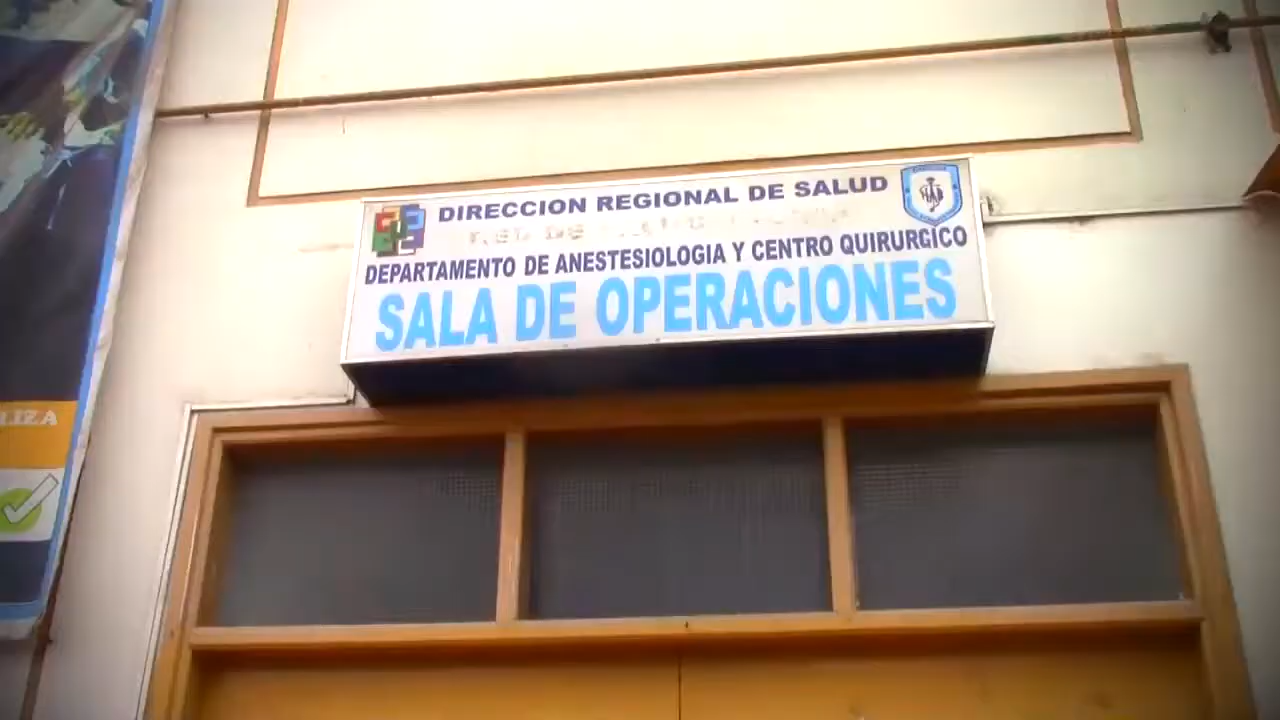 DIRECCION REGIONAL DE SALUD
DEPARTAMENTO DE ANESTESIOLOGIA Y CENTRO QUIRURGICO
SALA DE OPERACIONES
LIZA